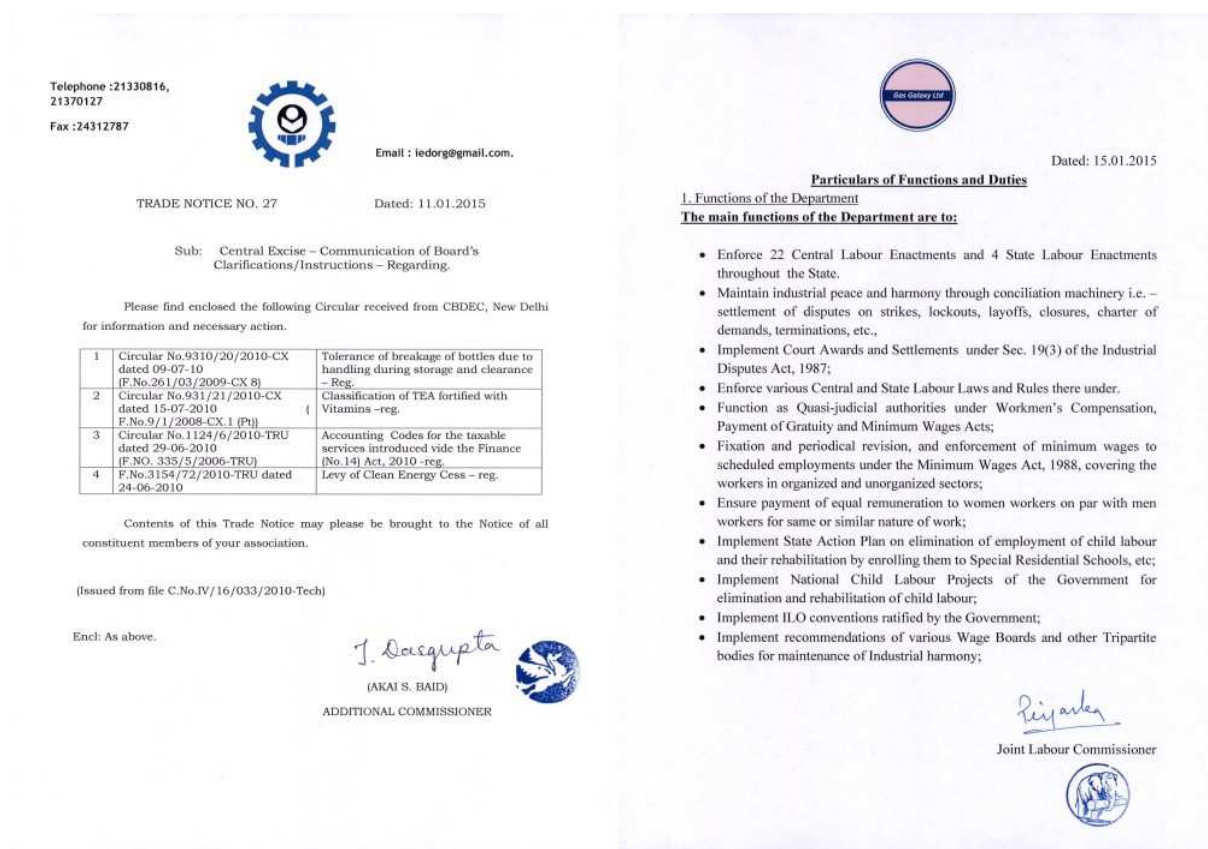 Telephone :21330816,
21370127
Fax :24312787
Email : iedorg@gmail.com.
TRADE NOTICE NO. 27 Dated: 11.01.2015
Sub: Central Excise – Communication of Board's
Clarifications/Instructions – Regarding.
Please find enclosed the following Circular received from CBDEC, New Delhi
for information and necessary action.
1 Circular No.9310/20/2010-CX Tolerance of breakage of bottles due to
dated 09-07-10 handling during storage and clearance
(F.No.261/03/2009-CX 8) – Reg.
2 Circular No.931/21/2010-CX Classification of TEA fortified with
dated 15-07-2010 ( Vitamins –reg.
F.No.9/1/2008-CX.1 (Pt))
3 Circular No.1124/6/2010-TRU Accounting Codes for the taxable
dated 29-06-2010 services introduced vide the Finance
(F.NO. 335/5/2006-TRU) (No.14) Act, 2010 -reg.
4 F.No.3154/72/2010-TRU dated Levy of Clean Energy Cess – reg.
24-06-2010
Contents of this Trade Notice may please be brought to the Notice of all
constituent members of your association.
(Issued from file C.No.IV/16/033/2010-Tech)
Encl: As above.
J. Dasgupta
(AKAI S. BAID)
ADDITIONAL COMMISSIONER
Gas Galaxy Ltd
Dated: 15.01.2015
Particulars of Functions and Duties
1. Functions of the Department
The main functions of the Department are to:
• Enforce 22 Central Labour Enactments and 4 State Labour Enactments
throughout the State.
• Maintain industrial peace and harmony through conciliation machinery i.e. –
settlement of disputes on strikes, lockouts, layoffs, closures, charter of
demands, terminations, etc.,
• Implement Court Awards and Settlements under Sec. 19(3) of the Industrial
Disputes Act, 1987;
• Enforce various Central and State Labour Laws and Rules there under.
• Function as Quasi-judicial authorities under Workmen's Compensation,
Payment of Gratuity and Minimum Wages Acts;
• Fixation and periodical revision, and enforcement of minimum wages to
scheduled employments under the Minimum Wages Act, 1988, covering the
workers in organized and unorganized sectors;
• Ensure payment of equal remuneration to women workers on par with men
workers for same or similar nature of work;
• Implement State Action Plan on elimination of employment of child labour
and their rehabilitation by enrolling them to Special Residential Schools, etc;
• Implement National Child Labour Projects of the Government for
elimination and rehabilitation of child labour;
• Implement ILO conventions ratified by the Government;
• Implement recommendations of various Wage Boards and other Tripartite
bodies for maintenance of Industrial harmony;
Joint Labour Commissioner